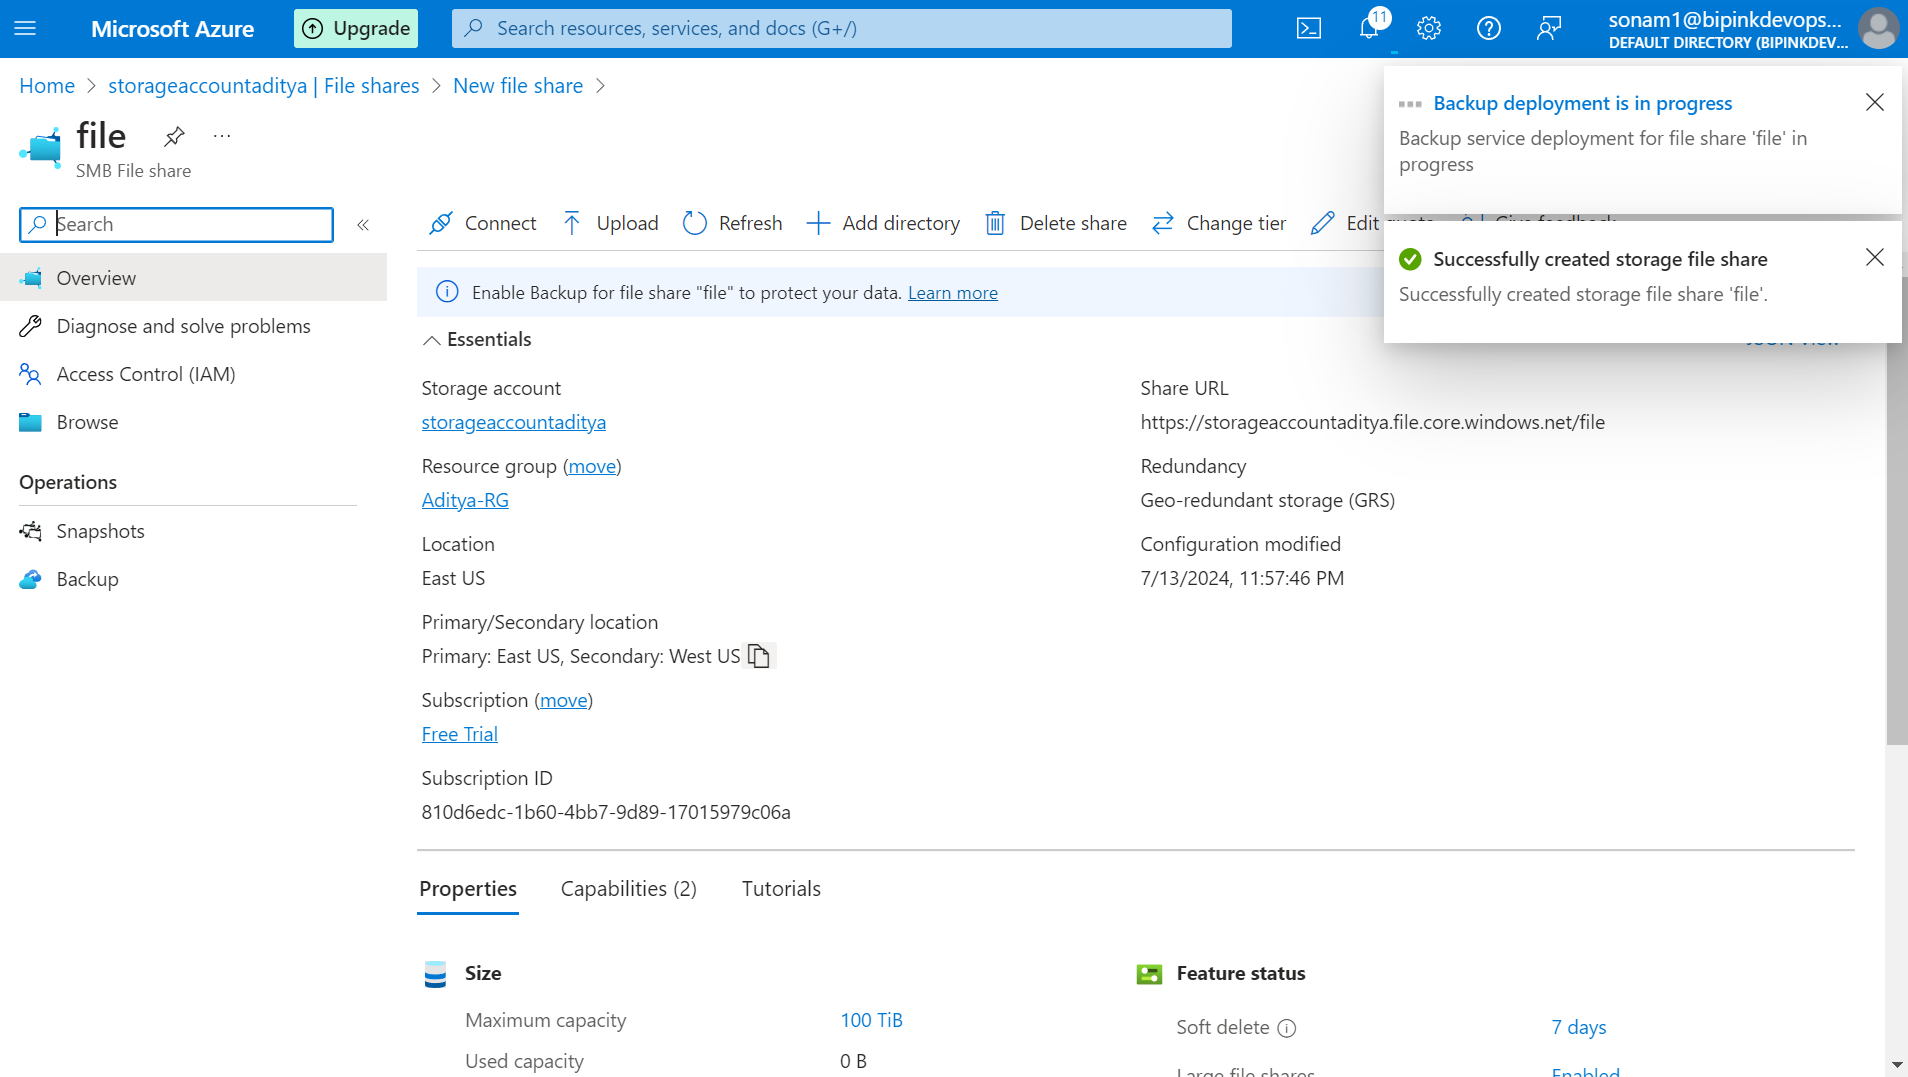 Microsoft Azure
Upgrade
Search resources, services, and docs (G+/)
11
sonam1@bipinkdevops...
DEFAULT DIRECTORY (BIPINKDEV...
Home > storageaccountaditya | File shares > New file share >
file
...
SMB File share
Search
«
Overview
Diagnose and solve problems
Access Control (IAM)
Browse
Operations
Snapshots
Backup
Connect
Upload
Refresh
Add directory
Delete share
Change tier
Edit quota
Give feedback
Backup deployment is in progress
Backup service deployment for file share 'file' in
progress
Successfully created storage file share
Successfully created storage file share 'file'.
Enable Backup for file share "file" to protect your data. Learn more
Essentials
JSON View
Storage account
storageaccountaditya
Resource group (move)
Aditya-RG
Location
East US
Primary/Secondary location
Primary: East US, Secondary: West US
Subscription (move)
Free Trial
Subscription ID
810d6edc-1b60-4bb7-9d89-17015979c06a
Share URL
https://storageaccountaditya.file.core.windows.net/file
Redundancy
Geo-redundant storage (GRS)
Configuration modified
7/13/2024, 11:57:46 PM
Properties
Capabilities (2)
Tutorials
Size
Maximum capacity 100 TiB
Used capacity 0 B
Feature status
Soft delete 7 days
Large file shares Enabled